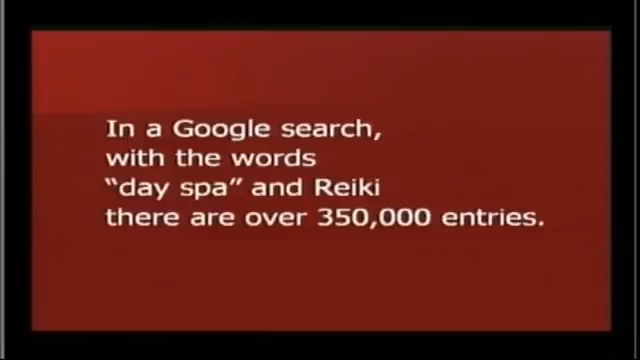 In a Google search,
with the words
“day spa” and Reiki
there are over 350,000 entries.